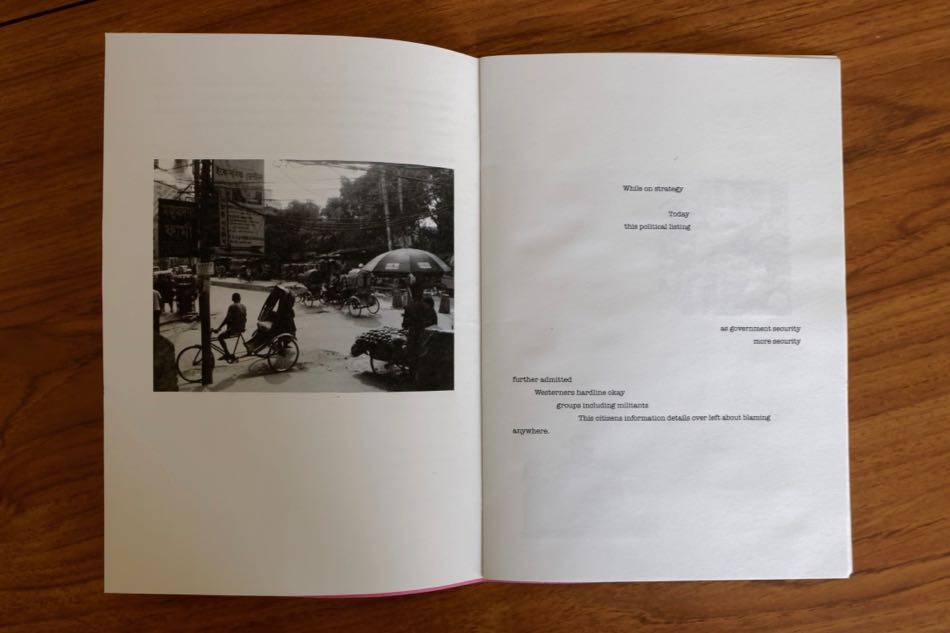 While on strategy
Today
this political listing
as government security
more security
further admitted
Westerners hardline okay
groups including militants
This citizens information details over left about blaming
anywhere.